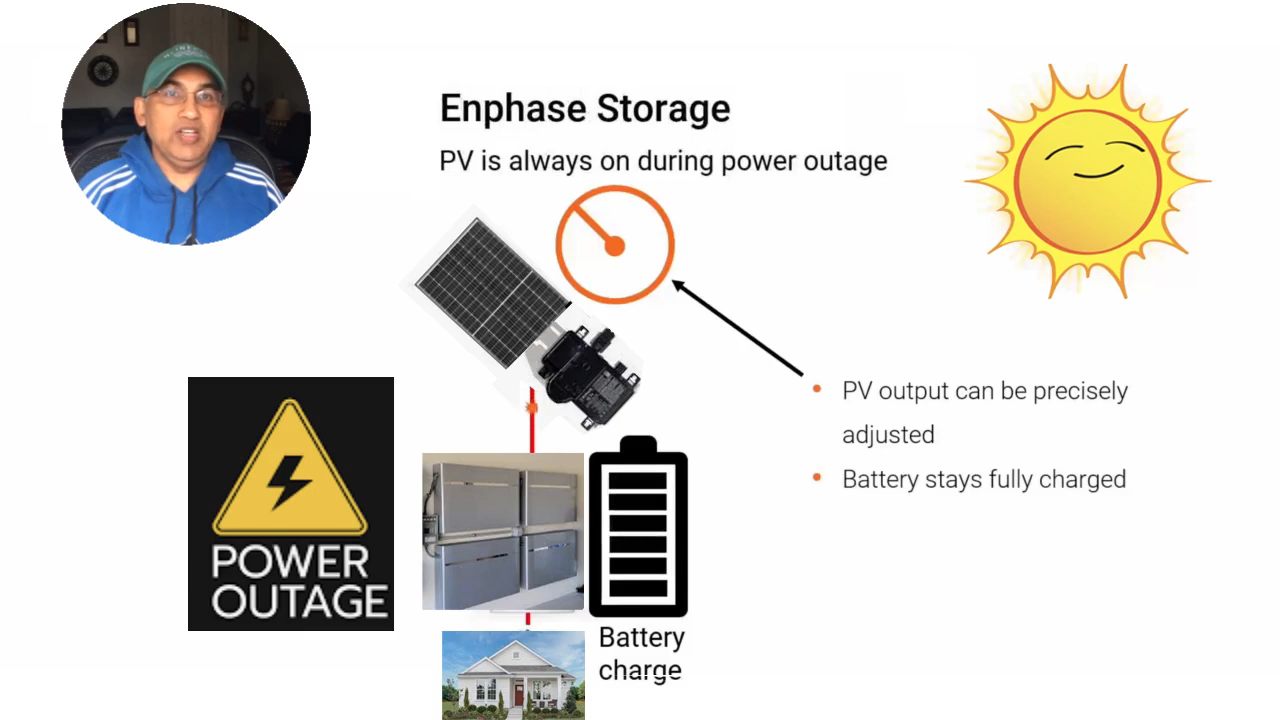 Enphase Storage
PV is always on during power outage
PV output can be precisely
adjusted
Battery stays fully charged
POWER
OUTAGE
Battery
charge